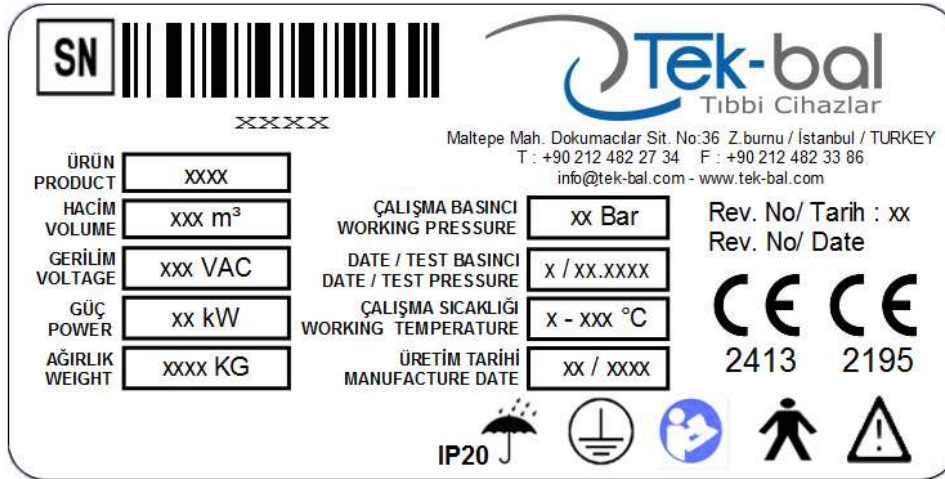 SN
xxxx
Tek-bal
Tıbbi Cihazlar
Maltepe Mah. Dokumacılar Sit. No:36 Z.burnu / İstanbul / TURKEY
T : +90 212 482 27 34 F : +90 212 482 33 86
info@tek-bal.com - www.tek-bal.com
ÜRÜN
PRODUCT
xxxx
HACİM
VOLUME
xxx m³
GERİLİM
VOLTAGE
xxx VAC
GÜÇ
POWER
xx kW
AĞIRLIK
WEIGHT
xxxx KG
ÇALIŞMA BASINCI
WORKING PRESSURE
xx Bar
DATE / TEST BASINCI
DATE / TEST PRESSURE
x / xx.xxxx
ÇALIŞMA SICAKLIĞI
WORKING TEMPERATURE
x - xxx °C
ÜRETİM TARİHİ
MANUFACTURE DATE
xx / xxxx
Rev. No/ Tarih : xx
Rev. No/ Date
CE CE
2413 2195
IP20